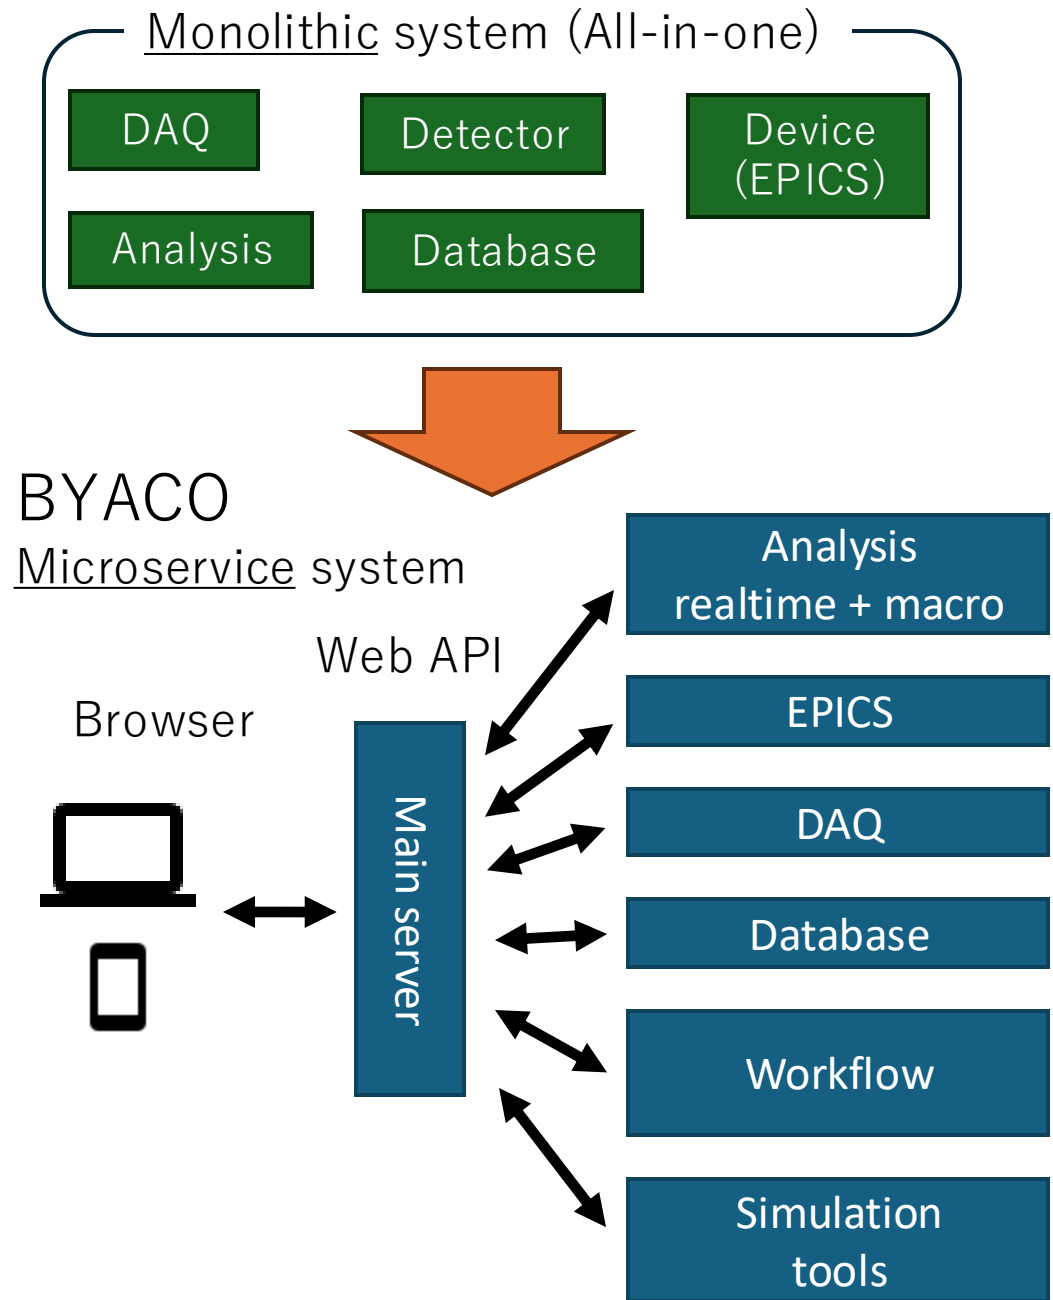 Monolithic system (All-in-one)
DAQ
Detector
Device
(EPICS)
Analysis
Database
BYACO
Microservice system
Web API
Browser
Main server
Analysis
realtime + macro
EPICS
DAQ
Database
Workflow
Simulation
tools